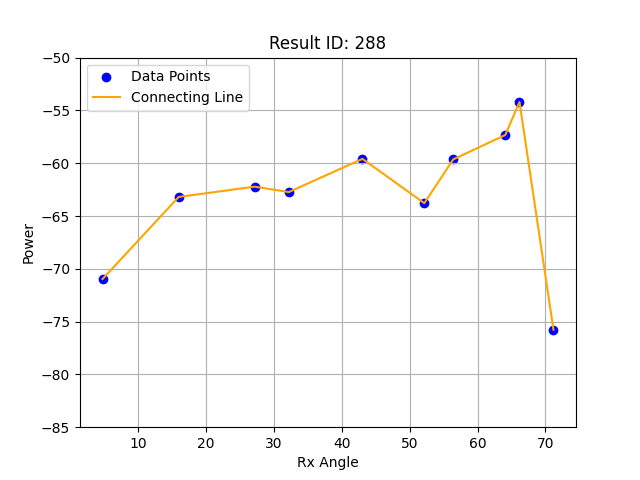 Result ID: 288
Data Points
Connecting Line
−50
−55
−60
−65
−70
−75
−80
−85
Power
10 20 30 40 50 60 70
Rx Angle